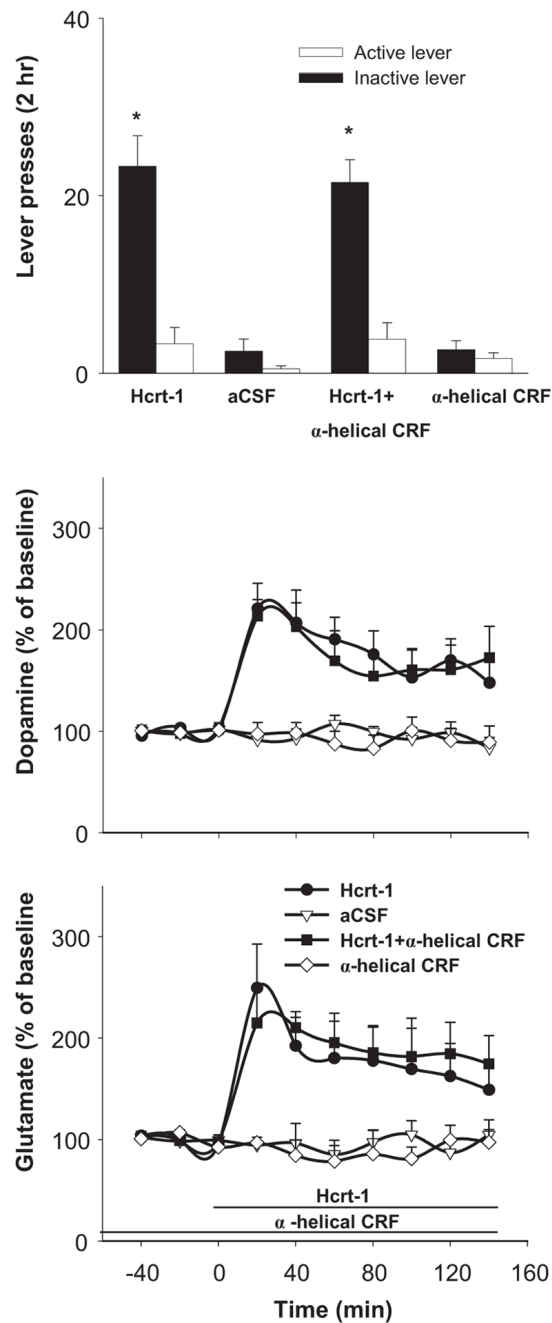 40
Active lever
Inactive lever
*
*
Lever presses (2 hr)
20
0
Hcrt-1 aCSF Hcrt-1+ α-helical CRF
α-helical CRF
300
Dopamine (% of baseline)
200
100
0
Hcrt-1
aCSF
Hcrt-1+α-helical CRF
α-helical CRF
300
Glutamate (% of baseline
200
100
Hcrt-1
α -helical CRF
0
-40 0 40 80 120 160
Time (min)